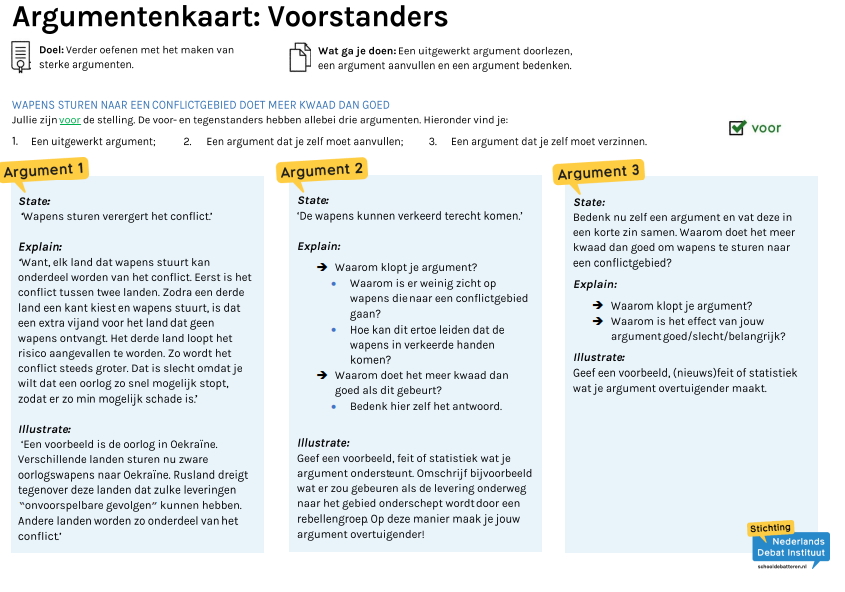 Argumentenkaart: Voorstanders
Doel: Verder oefenen met het maken van
sterke argumenten.
Wat ga je doen: Een uitgewerkt argument doorlezen,
een argument aanvullen en een argument bedenken.
WAPENS STUREN NAAR EEN CONFLICTGEBIED DOET MEER KWAAD DAN GOED
Jullie zijn voor de stelling. De voor- en tegenstanders hebben allebei drie argumenten. Hieronder vind je:
1. Een uitgewerkt argument; 2. Een argument dat je zelf moet aanvullen; 3. Een argument dat je zelf moet verzinnen.
voor
Argument 1
State:
'Wapens sturen verergert het conflict.'
Explain:
'Want, elk land dat wapens stuurt kan
onderdeel worden van het conflict. Eerst is het
conflict tussen twee landen. Zodra een derde
land een kant kiest en wapens stuurt, is dat
een extra vijand voor het land dat geen
wapens ontvangt. Het derde land loopt het
risico aangevallen te worden. Zo wordt het
conflict steeds groter. Dat is slecht omdat je
wilt dat een oorlog zo snel mogelijk stopt,
zodat er zo min mogelijk schade is.'
Illustrate:
'Een voorbeeld is de oorlog in Oekraïne.
Verschillende landen sturen nu zware
oorlogswapens naar Oekraïne. Rusland dreigt
tegenover deze landen dat zulke leveringen
"onvoorspelbare gevolgen" kunnen hebben.
Andere landen worden zo onderdeel van het
conflict.'
Argument 2
State:
'De wapens kunnen verkeerd terecht komen.'
Explain:
➔ Waarom klopt je argument?
• Waarom is er weinig zicht op
wapens die naar een conflictgebied
gaan?
• Hoe kan dit ertoe leiden dat de
wapens in verkeerde handen
komen?
➔ Waarom doet het meer kwaad dan
goed als dit gebeurt?
• Bedenk hier zelf het antwoord.
Illustrate:
Geef een voorbeeld, feit of statistiek wat je
argument ondersteunt. Omschrijf bijvoorbeeld
wat er zou gebeuren als de levering onderweg
naar het gebied onderschept wordt door een
rebellengroep. Op deze manier maak je jouw
argument overtuigender!
Argument 3
State:
Bedenk nu zelf een argument en vat deze in
een korte zin samen. Waarom doet het meer
kwaad dan goed om wapens te sturen naar
een conflictgebied?
Explain:
➔ Waarom klopt je argument?
➔ Waarom is het effect van jouw
argument goed/slecht/belangrijk?
Illustrate:
Geef een voorbeeld, (nieuws)feit of statistiek
wat je argument overtuigender maakt.
Stichting
Nederlands
Debat Instituut
schooldebatteren.nl